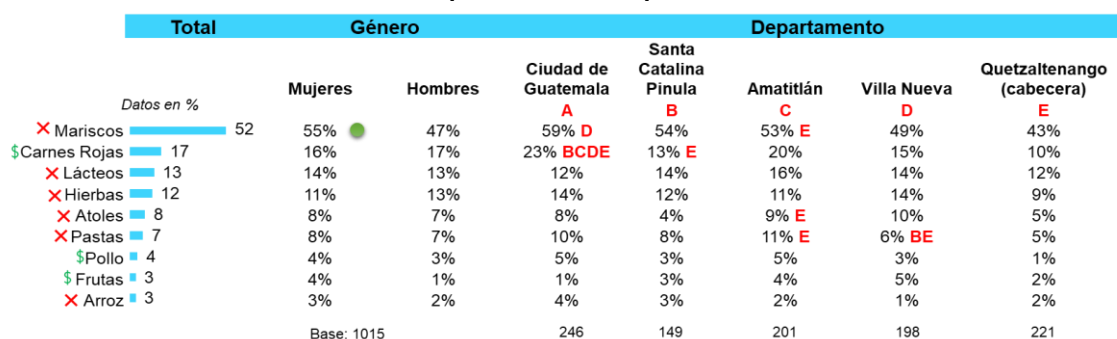 Total Género Departamento
Datos en %
Mujeres Hombres Ciudad de Guatemala Santa Catalina Pinula Amatitlán Villa Nueva Quetzaltenango (cabecera)
A B C D E
Mariscos 52 55% 47% 59% D 54% 53% E 49% 43%
$Carnes Rojas 17 16% 17% 23% BCDE 13% E 20% 15% 10%
Lácteos 13 14% 13% 12% 14% 16% 14% 12%
Hierbas 12 11% 13% 14% 12% 11% 14% 9%
Atoles 8 8% 7% 8% 4% 9% E 10% 5%
Pastas 7 8% 7% 10% 8% 11% E 6% BE 5%
$Pollo 4 4% 3% 5% 3% 5% 3% 1%
$ Frutas 3 4% 1% 1% 3% 4% 5% 2%
Arroz 3 3% 2% 4% 3% 2% 1% 2%
Base: 1015 246 149 201 198 221